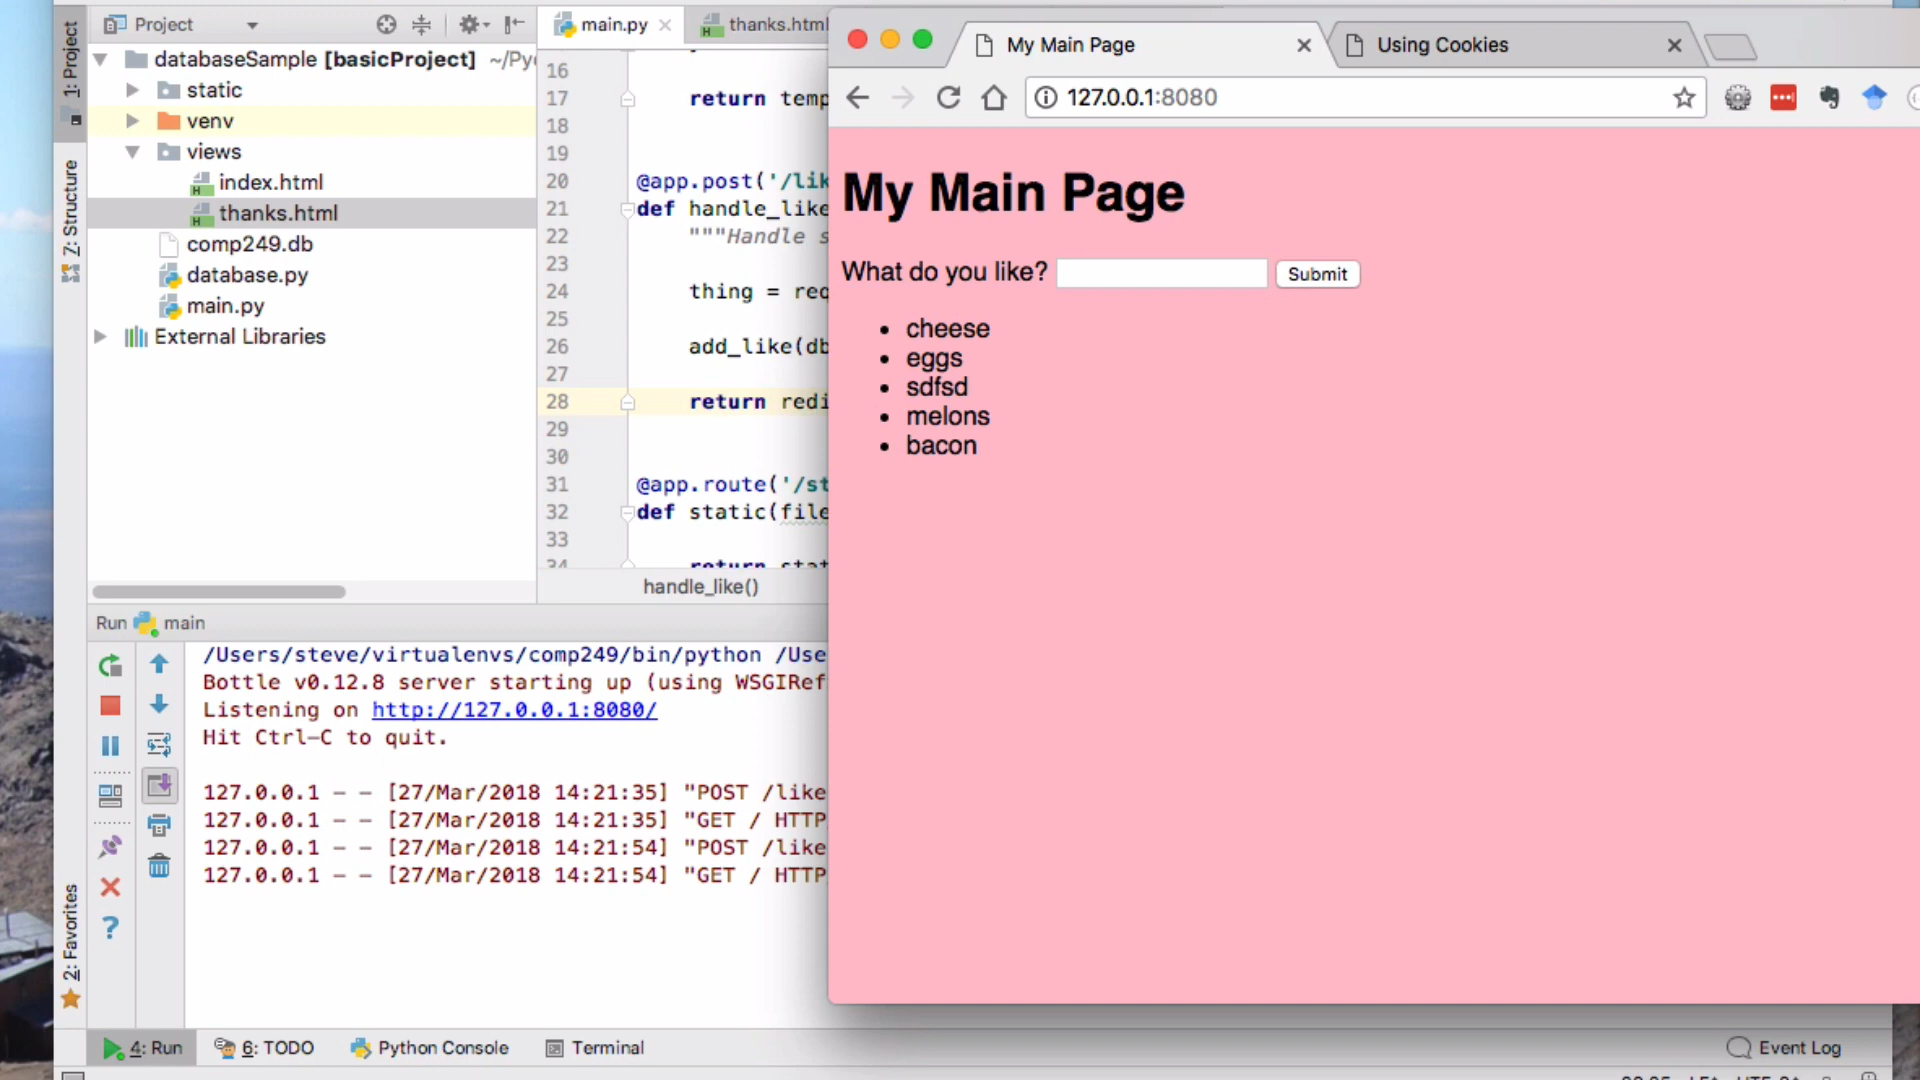 1: Project
Z: Structure
2: Favorites
Project
databaseSample [basicProject] ~/Py
static
venv
views
index.html
thanks.html
comp249.db
database.py
main.py
External Libraries
main.py
thanks.html
16
17 return temp
18
19
20 @app.post('/lik
21 def handle_like
22 """Handle s
23
24 thing = req
25
26 add_like(db
27
28 return redi
29
30
31 @app.route('/st
32 def static(file
33
34 return stat
handle_like()
My Main Page
Using Cookies
127.0.0.1:8080
My Main Page
What do you like? Submit
• cheese
• eggs
• sdfsd
• melons
• bacon
Run main
/Users/steve/virtualenvs/comp249/bin/python /Use
Bottle v0.12.8 server starting up (using WSGIRef
Listening on http://127.0.0.1:8080/
Hit Ctrl-C to quit.
127.0.0.1 - - [27/Mar/2018 14:21:35] "POST /like
127.0.0.1 - - [27/Mar/2018 14:21:35] "GET / HTTP
127.0.0.1 - - [27/Mar/2018 14:21:54] "POST /like
127.0.0.1 - - [27/Mar/2018 14:21:54] "GET / HTTP
4: Run
6: TODO
Python Console
Terminal
Event Log